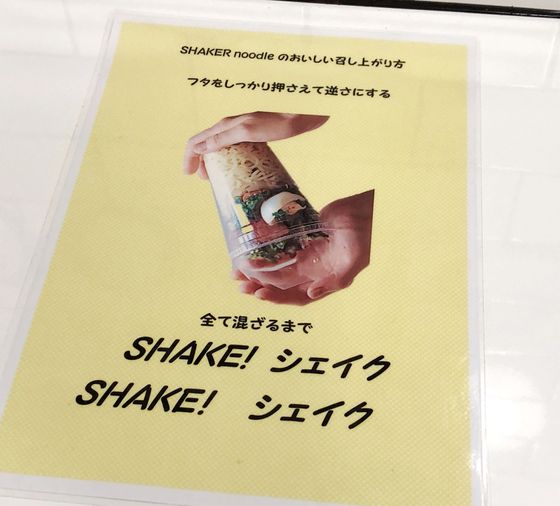 SHAKER noodle のおいしい召し上がり方
フタをしっかり押さえて逆さにする
全て混ざるまで
SHAKE! シェイク
SHAKE! シェイク